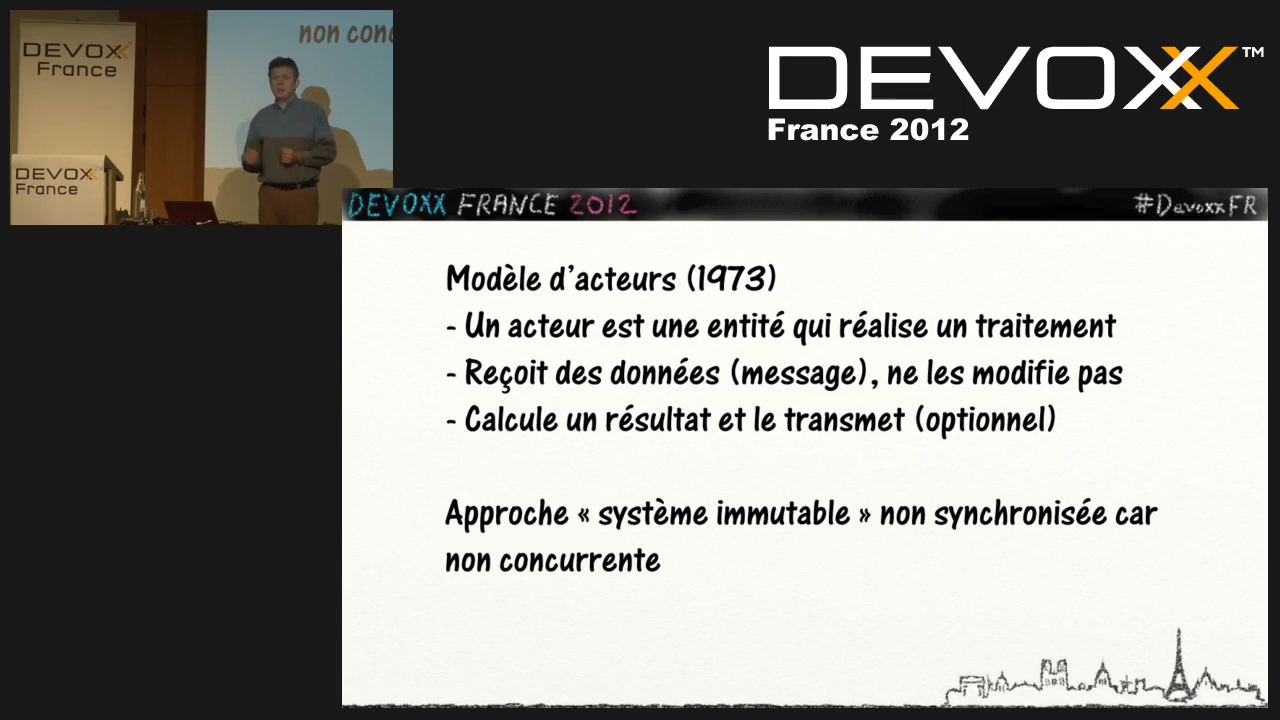 DEVOXX
France
non conc
DEVOXX
France
DEVOXX™
France 2012
DEVOXX FRANCE 2012
#DevoxxFR
Modèle d'acteurs (1973)
- Un acteur est une entité qui réalise un traitement
- Reçoit des données (message), ne les modifie pas
- Calcule un résultat et le transmet (optionnel)
Approche « système immutable » non synchronisée car
non concurrente